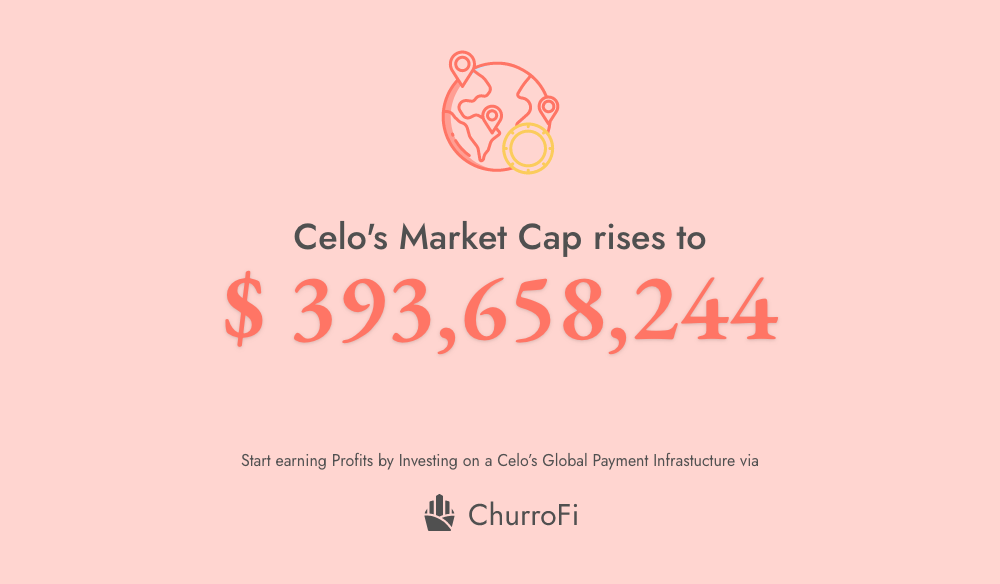 Celo's Market Cap rises to
$ 393,658,244
Start earning Profits by Investing on a Celo’s Global Payment Infrastucture via
ChurroFi